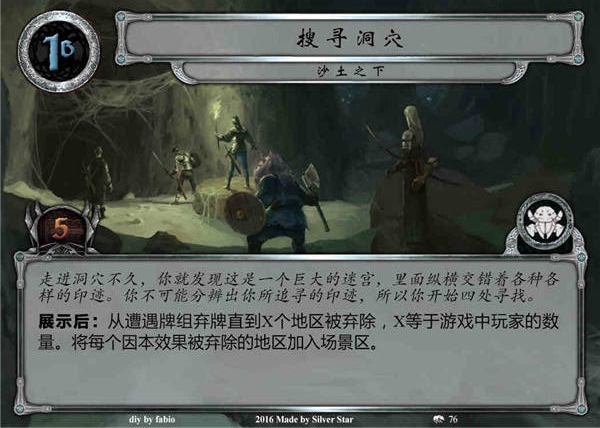 1B
搜寻洞穴
沙土之下
5
走进洞穴不久，你就发现这是一个巨大的迷宫，里面纵横交错着各种各
样的印迹。你不可能分辨出你所追寻的印迹，所以你开始四处寻找。
展示后：从遭遇牌组弃牌直到X个地区被弃除，X等于游戏中玩家的数
量。将每个因本效果被弃除的地区加入场景区。
diy by fabio
2016 Made by Silver Star
76